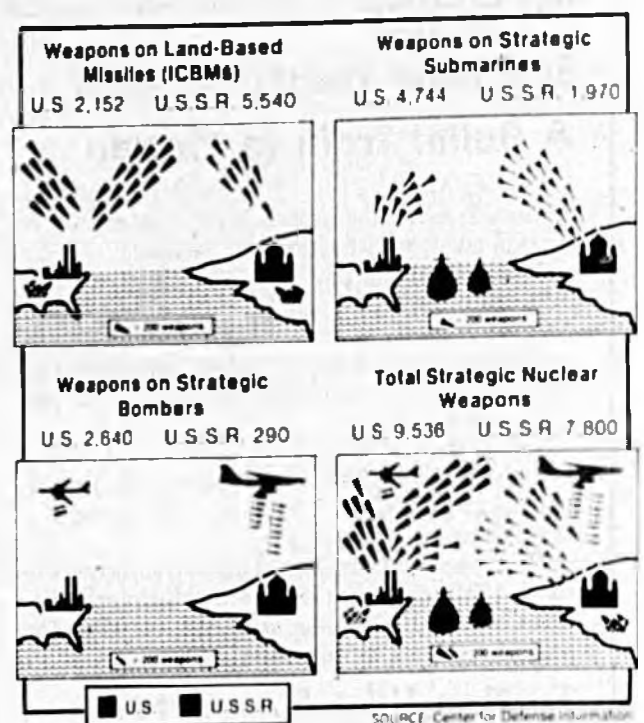 Weapons on Land-Based
Missiles (ICBMs)
U.S. 2,152 U.S.S.R. 5,540
Weapons on Strategic
Submarines
U.S. 4,744 U.S.S.R. 1,970
= 200 weapons
= 200 weapons
Weapons on Strategic
Bombers
U.S. 2,640 U.S.S.R. 290
Total Strategic Nuclear
Weapons
U.S. 9,536 U.S.S.R. 7,800
= 200 weapons
= 200 weapons
U.S. U.S.S.R.
SOURCE: Center for Defense Information